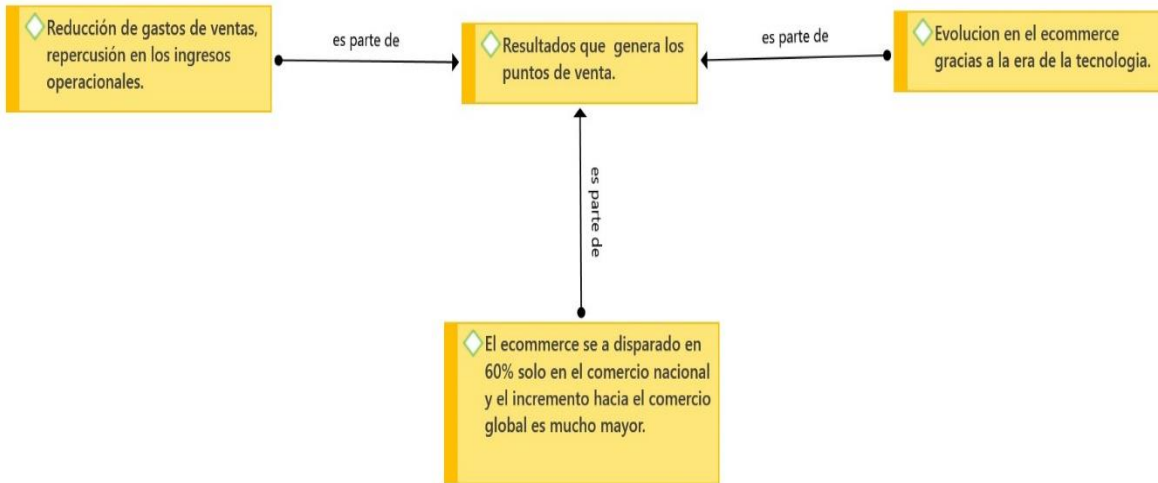 Reducción de gastos de ventas,
repercusión en los ingresos
operacionales.
es parte de
Resultados que genera los
puntos de venta.
es parte de
Evolucion en el ecommerce
gracias a la era de la tecnologia.
es parte de
El ecommerce se a disparado en
60% solo en el comercio nacional
y el incremento hacia el comercio
global es mucho mayor.